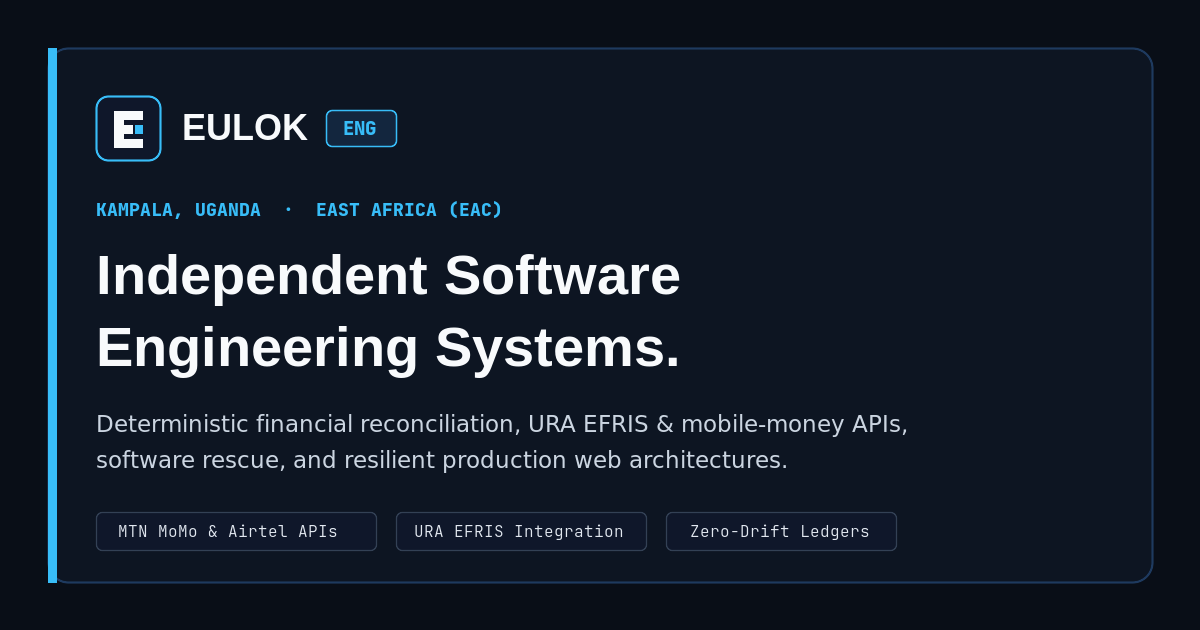 E
EULOK ENG
KAMPALA, UGANDA · EAST AFRICA (EAC)
Independent Software
Engineering Systems.
Deterministic financial reconciliation, URA EFRIS & mobile-money APIs,
software rescue, and resilient production web architectures.
MTN MoMo & Airtel APIs
URA EFRIS Integration
Zero-Drift Ledgers